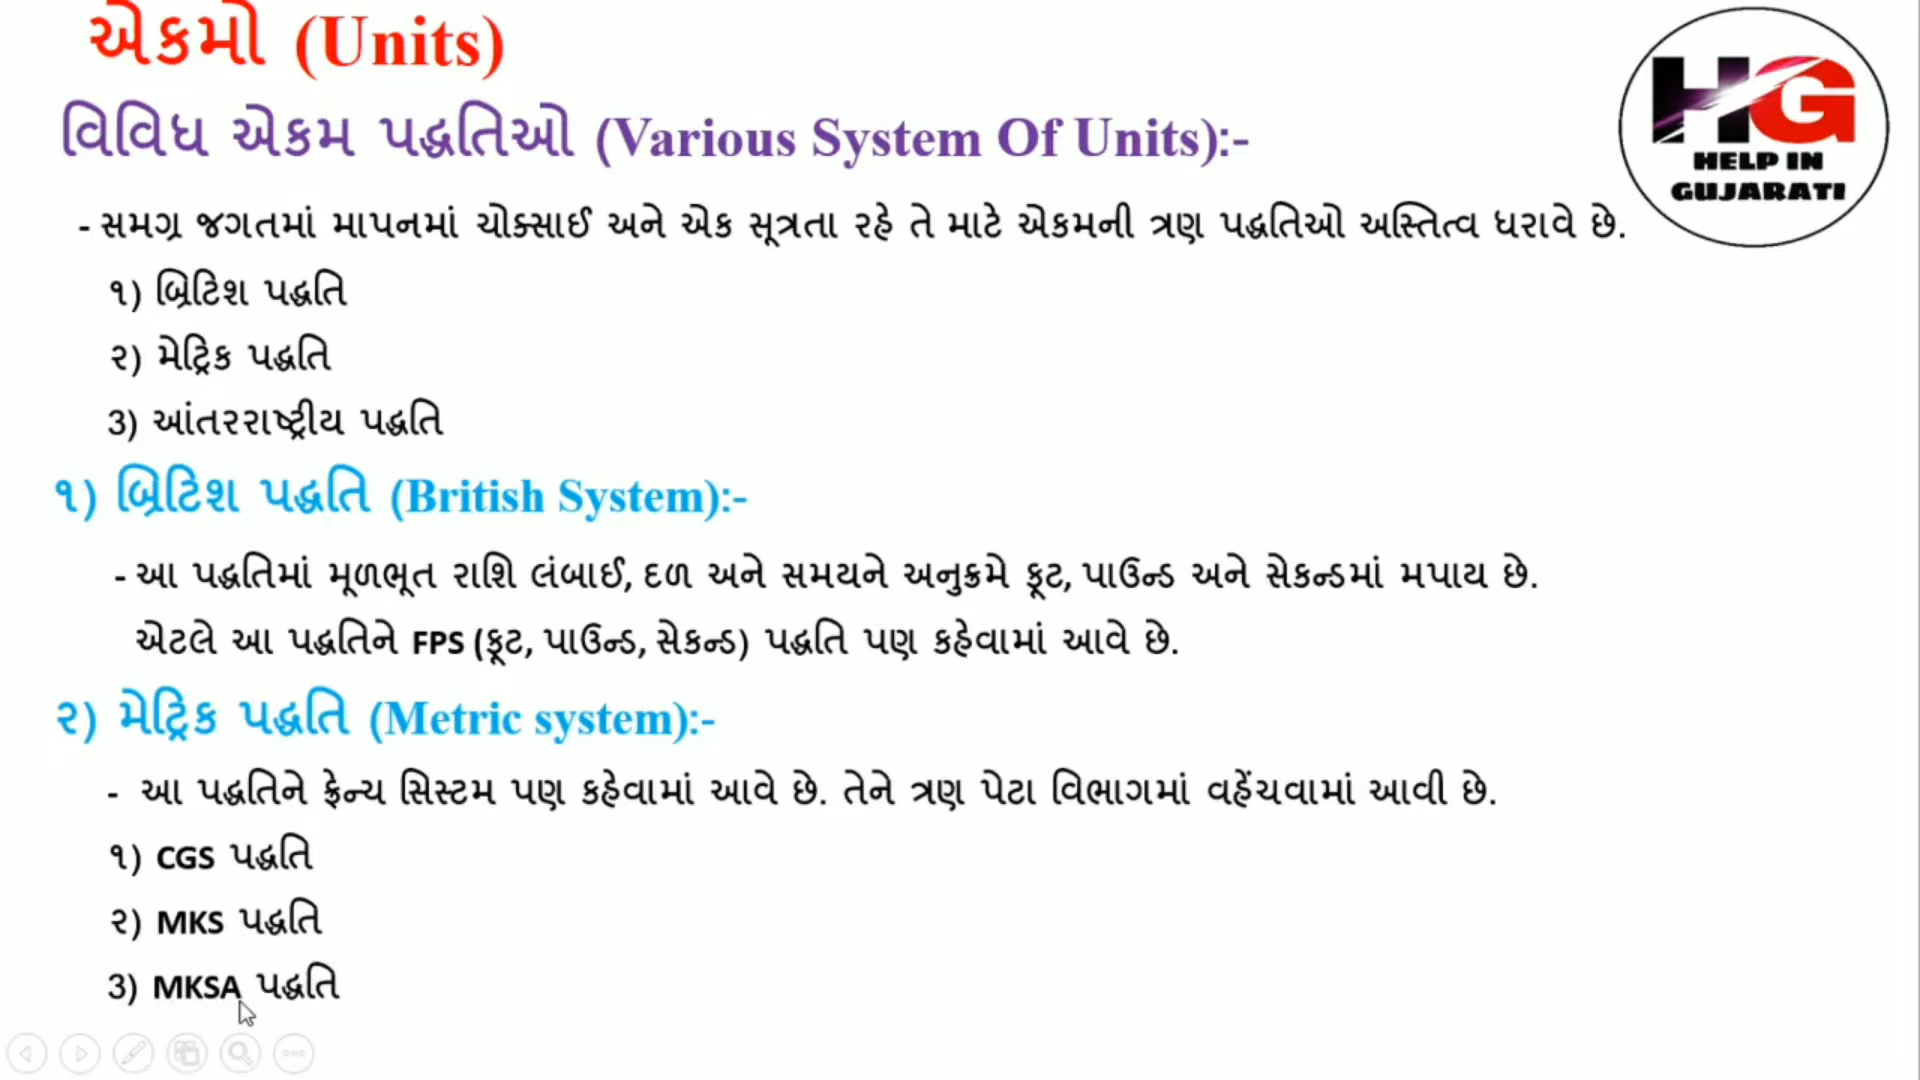 એકમો (Units)
વિવિધ એકમ પદ્ધતિઓ (Various System Of Units):-
HG
HELP IN
GUJARATI
- સમગ્ર જગતમાં માપનમાં ચોક્સાઈ અને એક સૂત્રતા રહે તે માટે એકમની ત્રણ પદ્ધતિઓ અસ્તિત્વ ધરાવે છે.
૧) બ્રિટિશ પદ્ધતિ
૨) મેટ્રિક પદ્ધતિ
3) આંતરરાષ્ટ્રીય પદ્ધતિ
૧) બ્રિટિશ પદ્ધતિ (British System):-
- આ પદ્ધતિમાં મૂળભૂત રાશિ લંબાઈ, દળ અને સમયને અનુક્રમે ફૂટ, પાઉન્ડ અને સેકન્ડમાં મપાય છે.
એટલે આ પદ્ધતિને FPS (ફૂટ, પાઉન્ડ, સેકન્ડ) પદ્ધતિ પણ કહેવામાં આવે છે.
૨) મેટ્રિક પદ્ધતિ (Metric system):-
- આ પદ્ધતિને ફ્રેન્ચ સિસ્ટમ પણ કહેવામાં આવે છે. તેને ત્રણ પેટા વિભાગમાં વહેંચવામાં આવી છે.
૧) CGS પદ્ધતિ
૨) MKS પદ્ધતિ
3) MKSA પદ્ધતિ